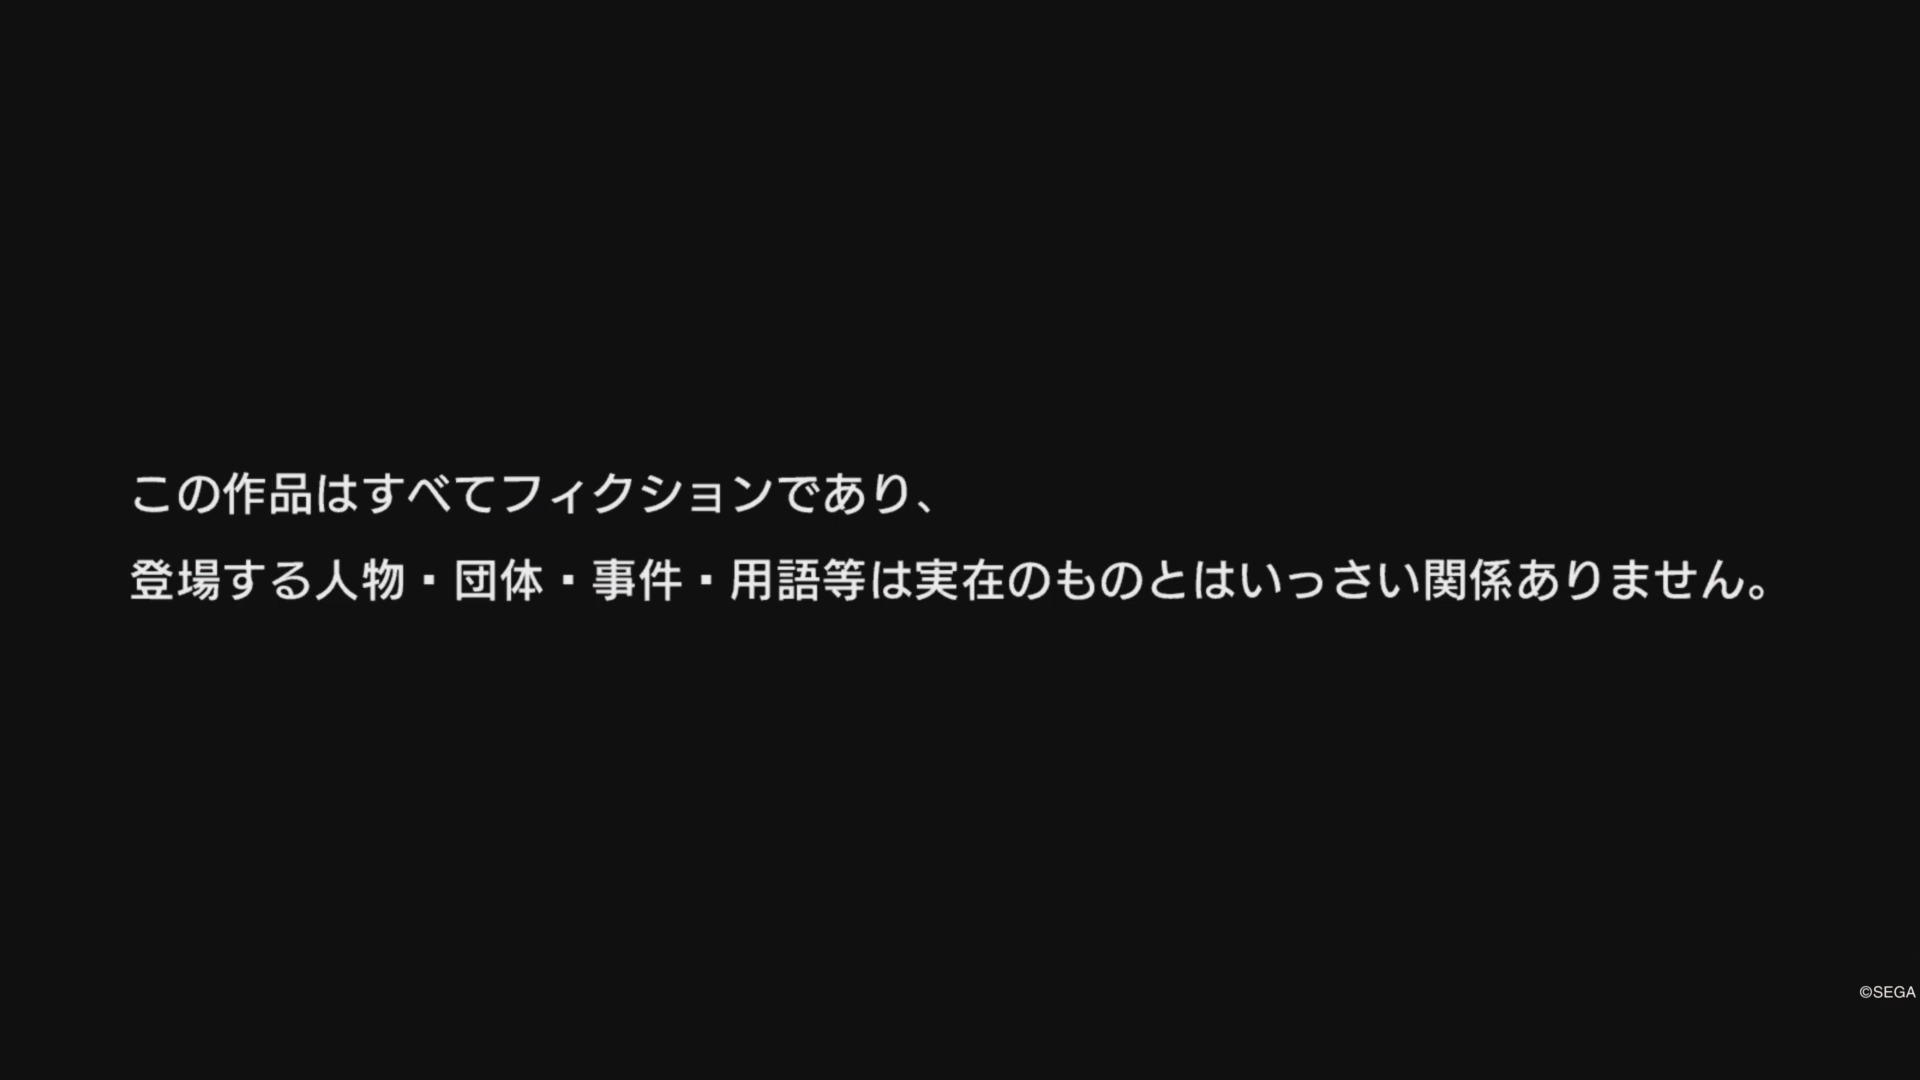 この作品はすべてフィクションであり、
登場する人物・団体・事件・用語等は実在のものとはいっさい関係ありません。
©SEGA